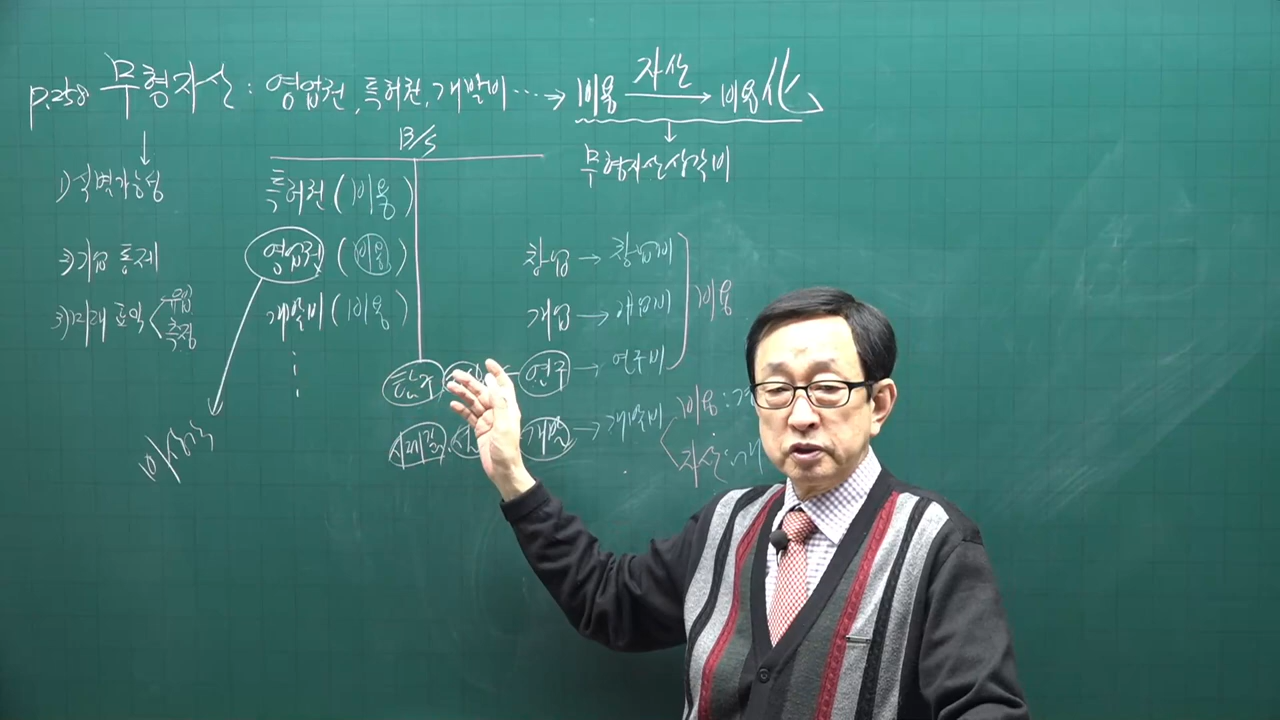 p.258 무형자산 : 영업권, 특허권, 개발비 ‥‥→ 비용 자산→ 비용化
B/S
무형자산상각비
1) 식별가능성
특허권 (비용)
2) 기업 통제
영업권 (비용)
창업 → 창업비
3) 미래 효익 유입 측정
개발비 (비용)
개업 → 개업비
비용
연구 → 연구비
개발 → 개발비
비용 :
자산 :